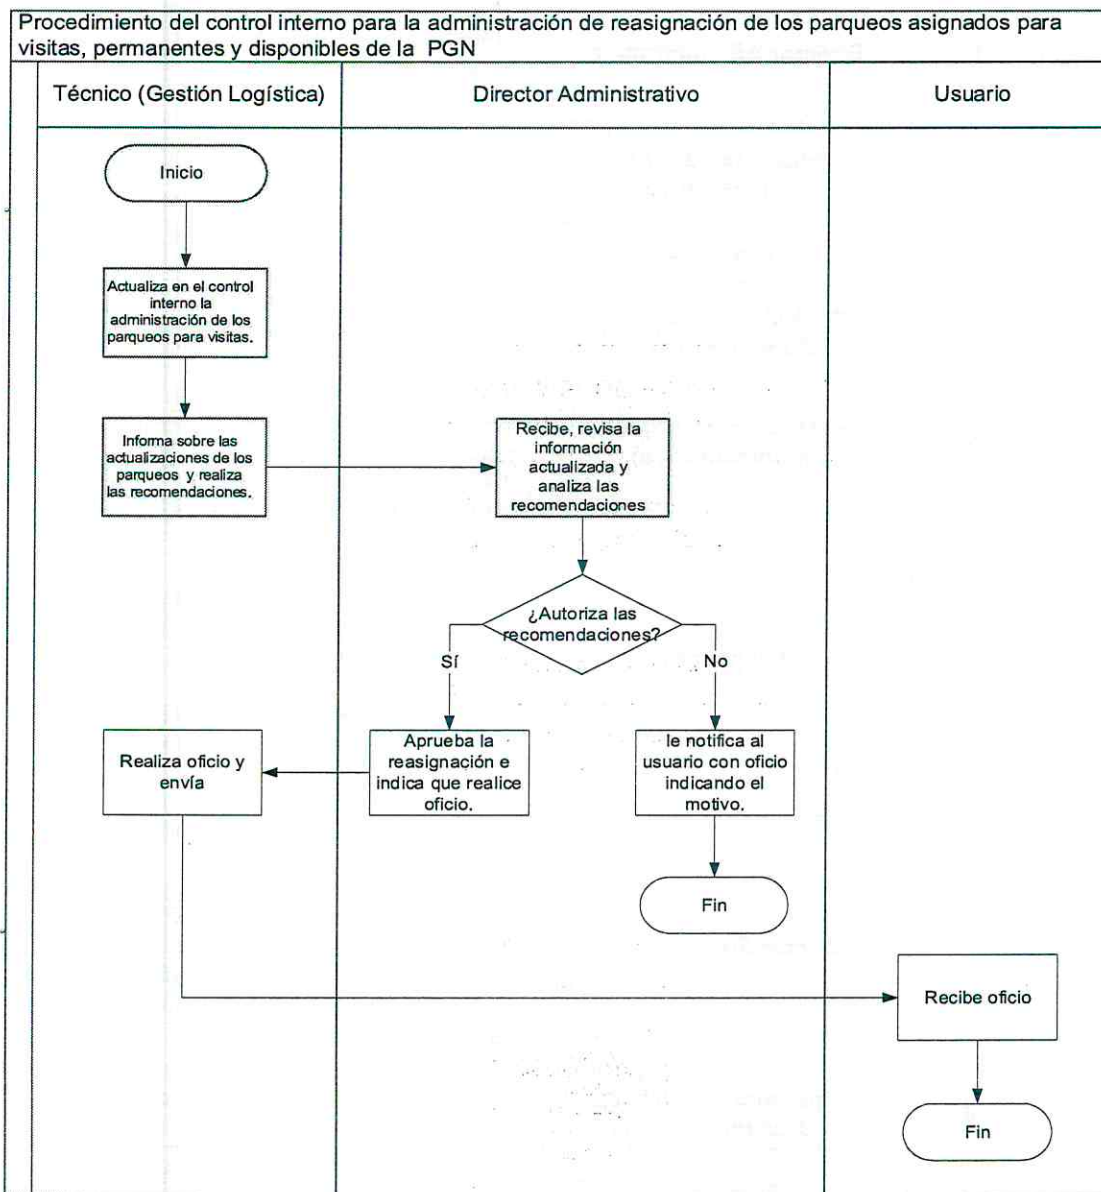 Procedimiento del control interno para la administración de reasignación de los parqueos asignados para
visitas, permanentes y disponibles de la PGN
Técnico (Gestión Logística)
Director Administrativo
Usuario
Inicio
Actualiza en el control
interno la
administración de los
parqueos para visitas.
Informa sobre las
actualizaciones de los
parqueos y realiza
las recomendaciones.
Recibe, revisa la
información
actualizada y
analiza las
recomendaciones
¿Autoriza las
recomendaciones?
Sí
No
Realiza oficio y
envía
Aprueba la
reasignación e
indica que realice
oficio.
le notifica al
usuario con oficio
indicando el
motivo.
Fin
Recibe oficio
Fin